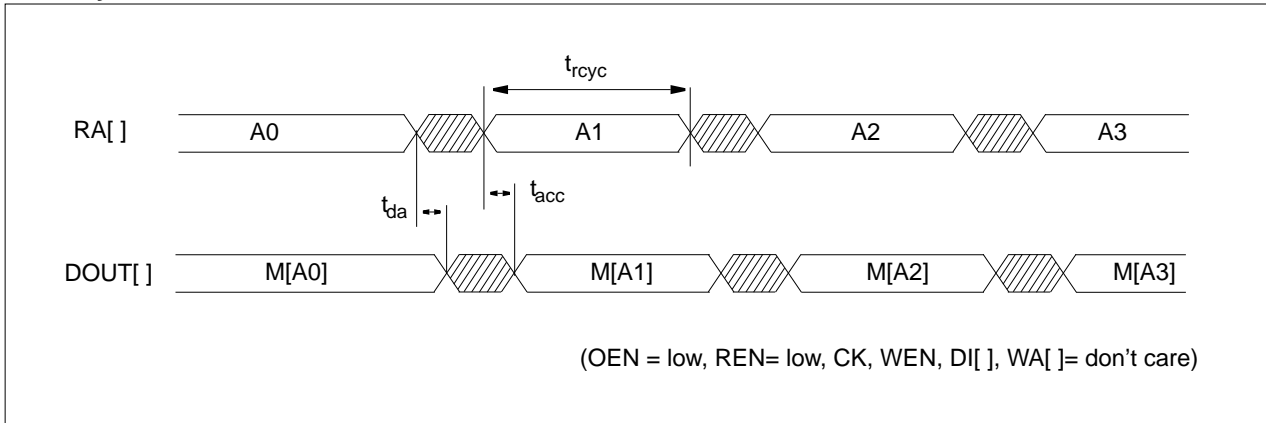 t_rcyc
RA[ ] A0 A1 A2 A3
t_da t_acc
DOUT[ ] M[A0] M[A1] M[A2] M[A3]
(OEN = low, REN= low, CK, WEN, DI[ ], WA[ ]= don't care)